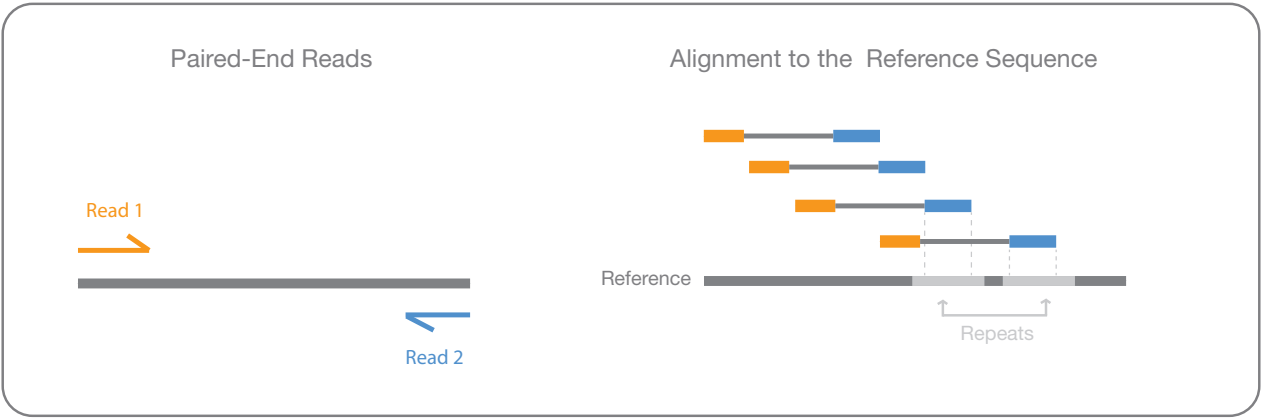 Paired-End Reads
Read 1
Read 2
Alignment to the Reference Sequence
Reference
Repeats